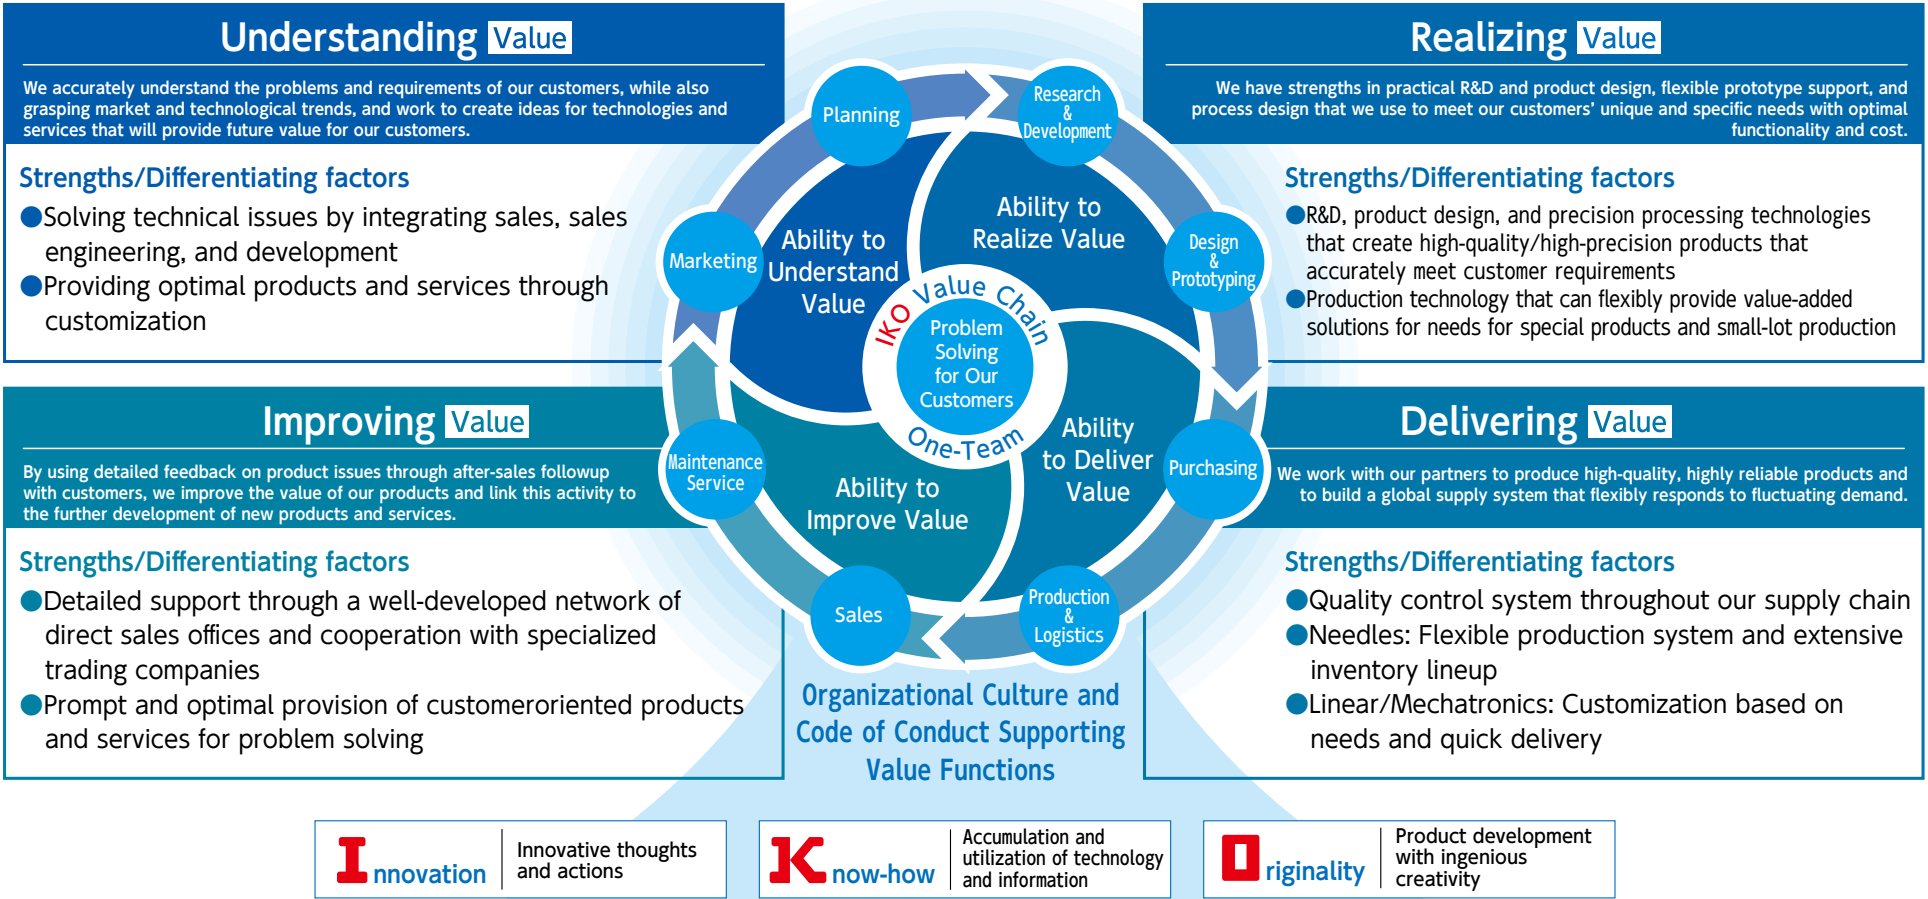 Understanding Value
We accurately understand the problems and requirements of our customers, while also
grasping market and technological trends, and work to create ideas for technologies and
services that will provide future value for our customers.
Strengths/Differentiating factors
●Solving technical issues by integrating sales, sales
engineering, and development
●Providing optimal products and services through
customization
Realizing Value
We have strengths in practical R&D and product design, flexible prototype support, and
process design that we use to meet our customers' unique and specific needs with optimal
functionality and cost.
Strengths/Differentiating factors
●R&D, product design, and precision processing technologies
that create high-quality/high-precision products that
accurately meet customer requirements
●Production technology that can flexibly provide value-added
solutions for needs for special products and small-lot production
Planning
Research
&
Development
Marketing
Design
&
Prototyping
Ability to
Understand
Value
Ability to
Realize Value
IKO Value Chain
Problem
Solving
for Our
Customers
One-Team
Maintenance
Service
Purchasing
Ability to
Improve Value
Ability
to Deliver
Value
Sales
Production
&
Logistics
Improving Value
By using detailed feedback on product issues through after-sales followup
with customers, we improve the value of our products and link this activity to
the further development of new products and services.
Strengths/Differentiating factors
●Detailed support through a well-developed network of
direct sales offices and cooperation with specialized
trading companies
●Prompt and optimal provision of customeroriented products
and services for problem solving
Delivering Value
We work with our partners to produce high-quality, highly reliable products and
to build a global supply system that flexibly responds to fluctuating demand.
Strengths/Differentiating factors
●Quality control system throughout our supply chain
●Needles: Flexible production system and extensive
inventory lineup
●Linear/Mechatronics: Customization based on
needs and quick delivery
Organizational Culture and
Code of Conduct Supporting
Value Functions
Innovation
Innovative thoughts
and actions
Know-how
Accumulation and
utilization of technology
and information
Originality
Product development
with ingenious
creativity